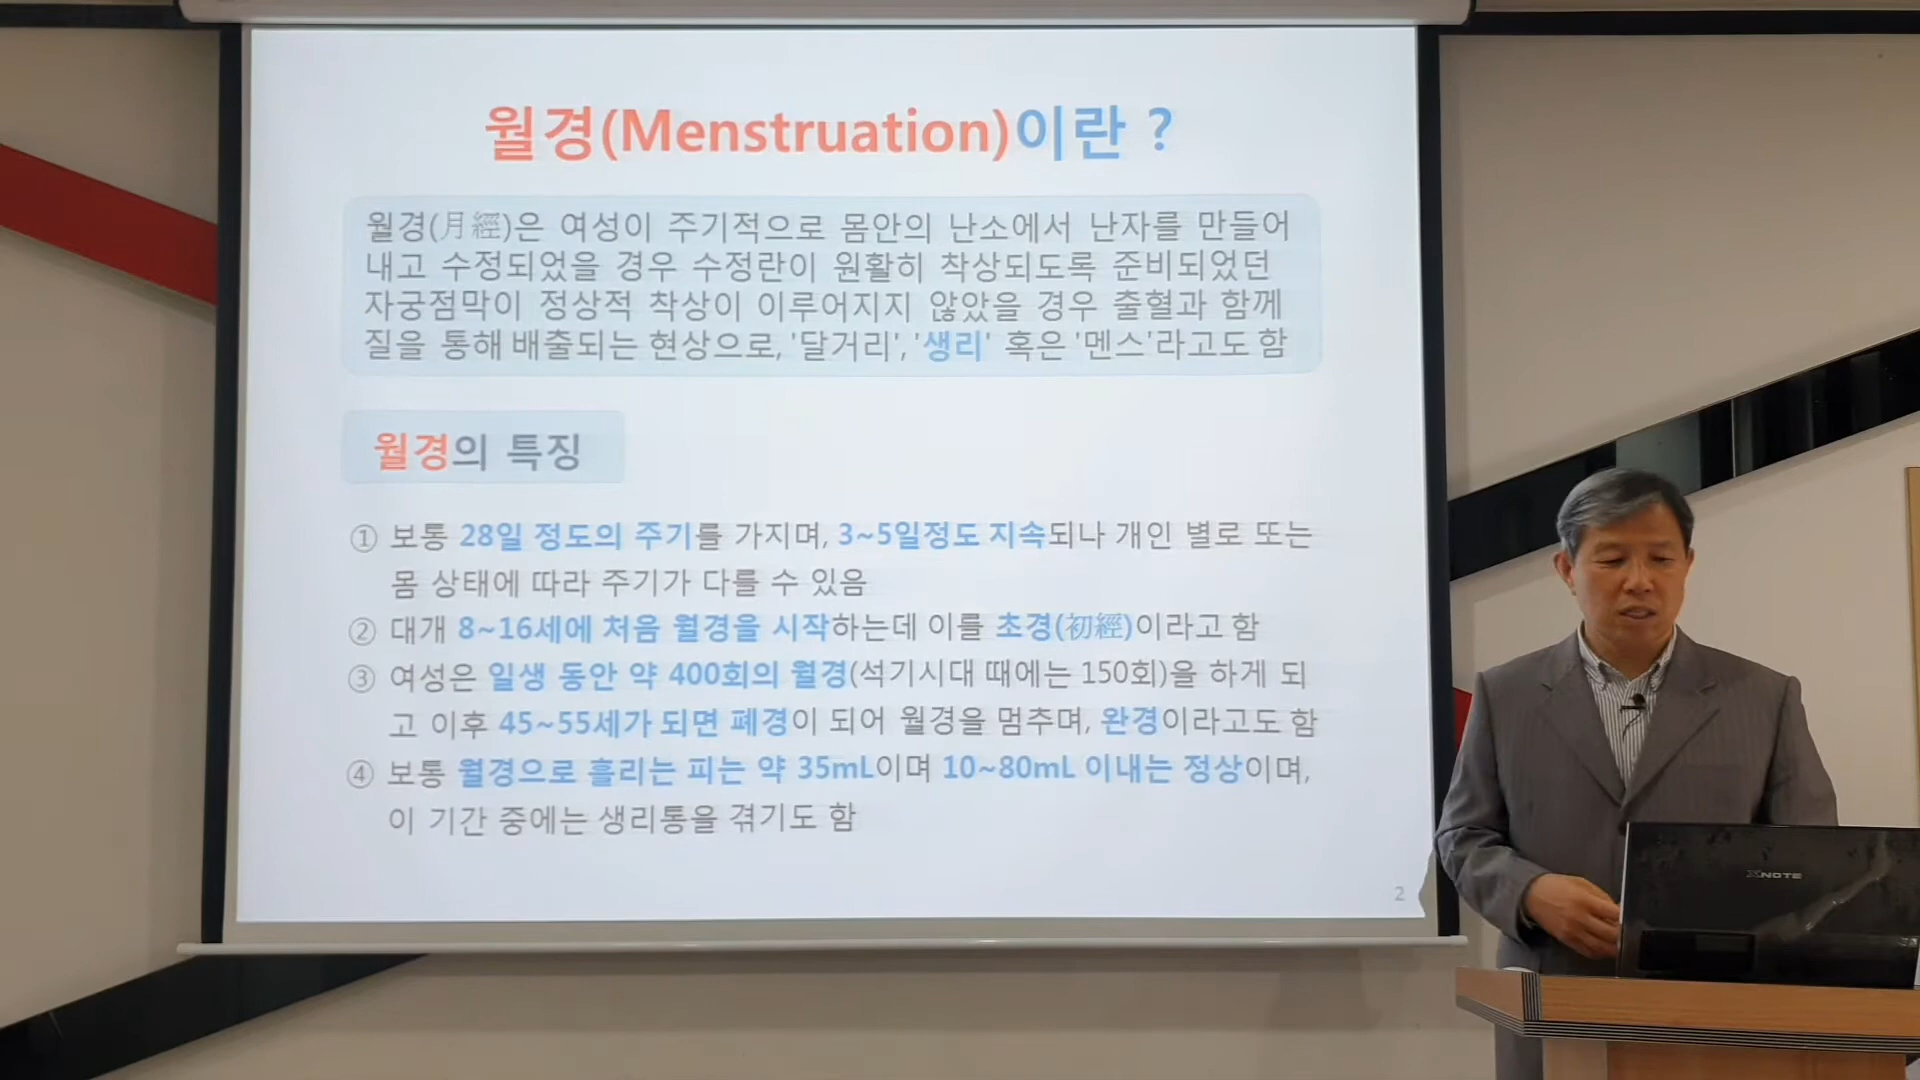 월경(Menstruation)이란 ?
월경(月經)은 여성이 주기적으로 몸안의 난소에서 난자를 만들어
내고 수정되었을 경우 수정란이 원활히 착상되도록 준비되었던
자궁점막이 정상적 착상이 이루어지지 않았을 경우 출혈과 함께
질을 통해 배출되는 현상으로, '달거리', '생리' 혹은 '멘스'라고도 함
월경의 특징
① 보통 28일 정도의 주기를 가지며, 3~5일정도 지속되나 개인 별로 또는
몸 상태에 따라 주기가 다를 수 있음
② 대개 8~16세에 처음 월경을 시작하는데 이를 초경(初經)이라고 함
③ 여성은 일생 동안 약 400회의 월경(석기시대 때에는 150회)을 하게 되
고 이후 45~55세가 되면 폐경이 되어 월경을 멈추며, 완경이라고도 함
④ 보통 월경으로 흘리는 피는 약 35mL이며 10~80mL 이내는 정상이며,
이 기간 중에는 생리통을 겪기도 함
2
XNOTE